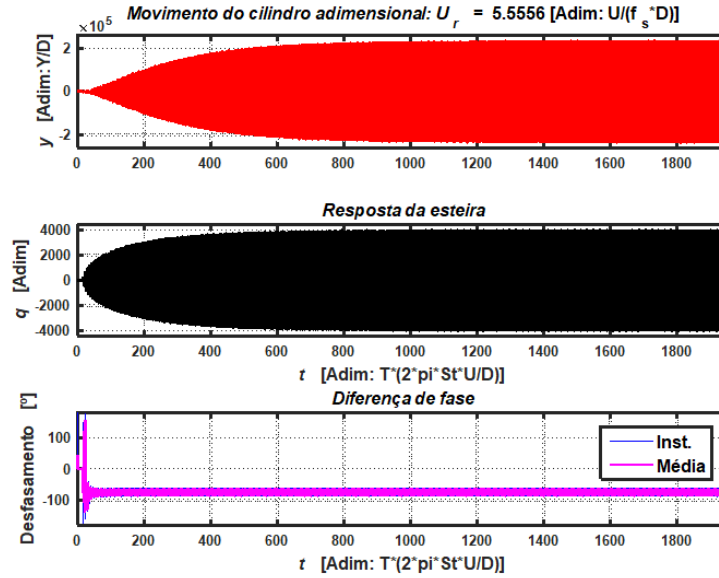 Movimento do cilindro adimensional: U_r = 5.5556 [Adim: U/(f_s*D)]
×10^5
y [Adim:Y/D]
2
0
-2
0 200 400 600 800 1000 1200 1400 1600 1800
Resposta da esteira
q [Adim]
4000
2000
0
-2000
-4000
0 200 400 600 800 1000 1200 1400 1600 1800
t [Adim: T*(2*pi*St*U/D)]
Diferença de fase
Desfasamento [º]
100
0
-100
Inst.
Média
0 200 400 600 800 1000 1200 1400 1600 1800
t [Adim: T*(2*pi*St*U/D)]